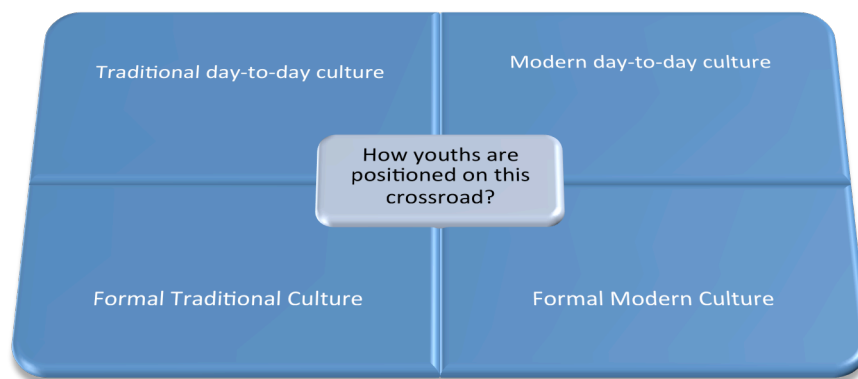 Traditional day-to-day culture
Modern day-to-day culture
How youths are
positioned on this
crossroad?
Formal Traditional Culture
Formal Modern Culture